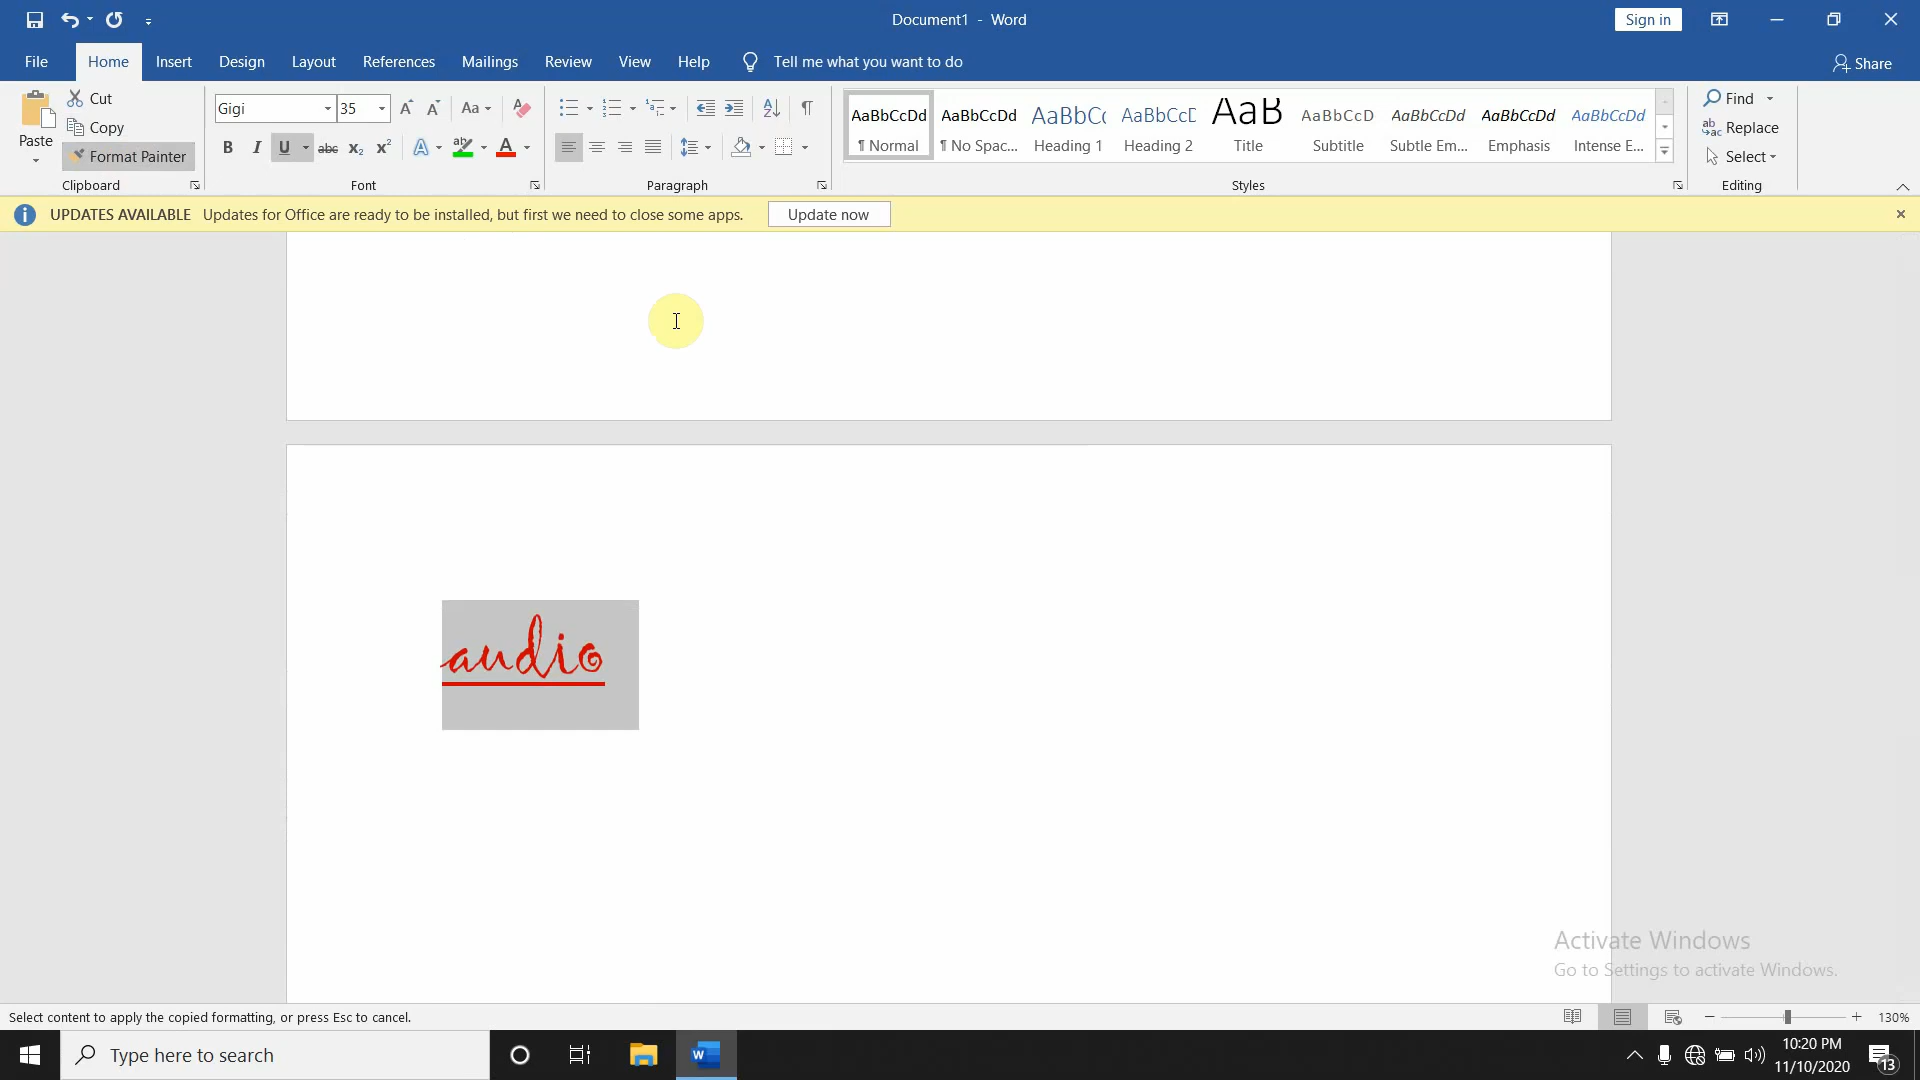 Document1 - Word
Sign in
File Home Insert Design Layout References Mailings Review View Help Tell me what you want to do Share
Paste
Cut
Copy
Format Painter
Clipboard
Gigi 35 Aa
B I U abc X₂ X² A ab A
Font
Paragraph
AaBbCcDd AaBbCcDd AaBbCc AaBbCcD AaB AaBbCcD AaBbCcDd AaBbCcDd AaBbCcDd
¶ Normal ¶ No Spac... Heading 1 Heading 2 Title Subtitle Subtle Em... Emphasis Intense E...
Styles
Find
Replace
Select
Editing
UPDATES AVAILABLE Updates for Office are ready to be installed, but first we need to close some apps. Update now
audio
Activate Windows
Go to Settings to activate Windows.
Select content to apply the copied formatting, or press Esc to cancel.
130%
Type here to search
10:20 PM
11/10/2020
13